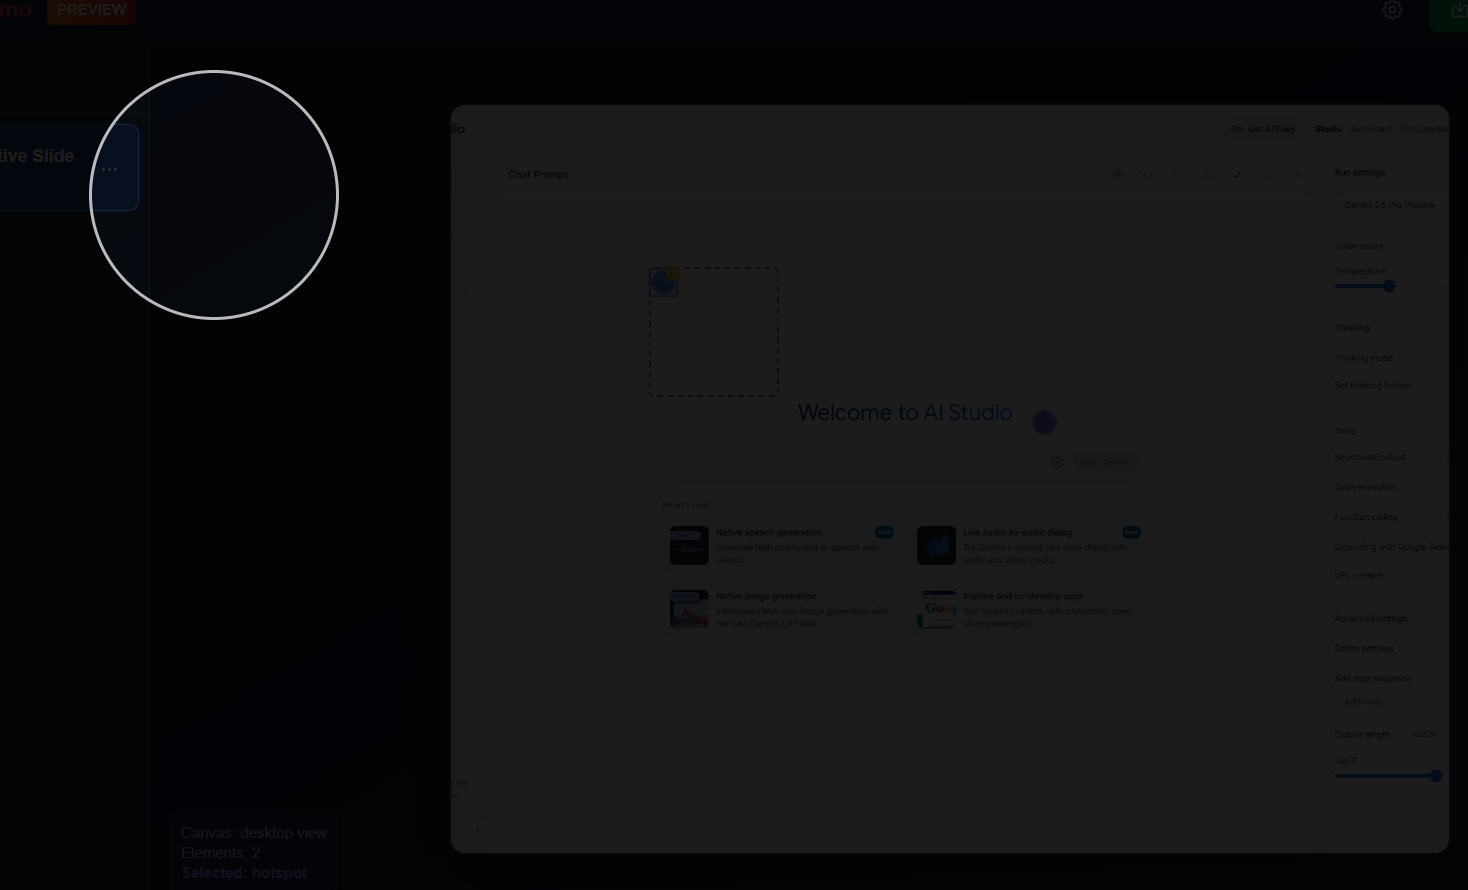 mo PREVIEW
tive Slide
dio
Get API key Studio Dashboard Documentat
Chat Prompt
Run settings
Gemini 2.5 Pro Preview
Token count
Temperature
Thinking
Thinking mode
Set thinking budget
Welcome to AI Studio
Tools
Structured output
Run Ctrl
Code execution
What's new
Function calling
Native speech generation New
Generate high quality text to speech with
Gemini
Live audio-to-audio dialog New
Try Gemini's natural, real-time dialog with
audio and video inputs
Grounding with Google Searc
URL context
Native image generation
Interleaved text-and-image generation with
the new Gemini 2.0 Flash
Explore and co-develop apps
See Gemini in action with interactive, open
source examples
Goo
Advanced settings
Safety settings
Add stop sequence
Add stop...
Output length 65536
Top P
Canvas: desktop view
Elements: 2
Selected: hotspot